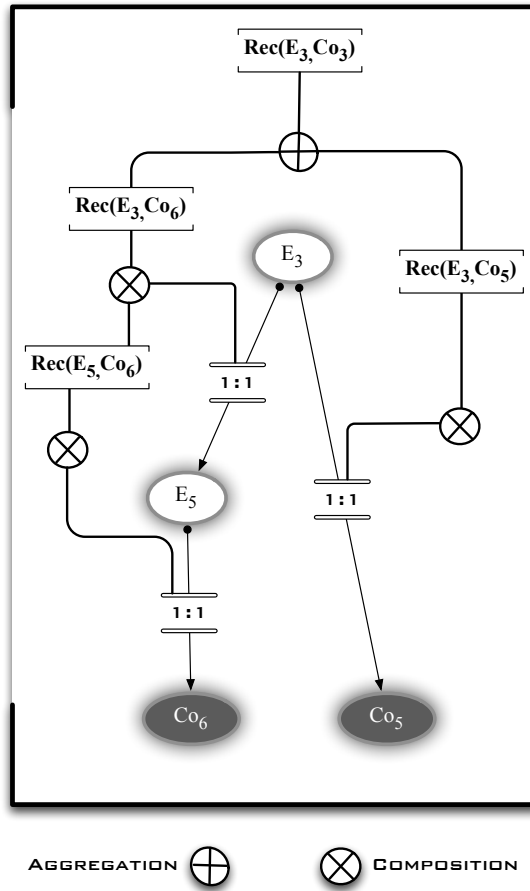 Rec(E3,Co3)
Rec(E3,Co6)
E3
Rec(E3,Co5)
Rec(E5,Co6)
1:1
E5
1:1
1:1
Co6
Co5
AGGREGATION
COMPOSITION